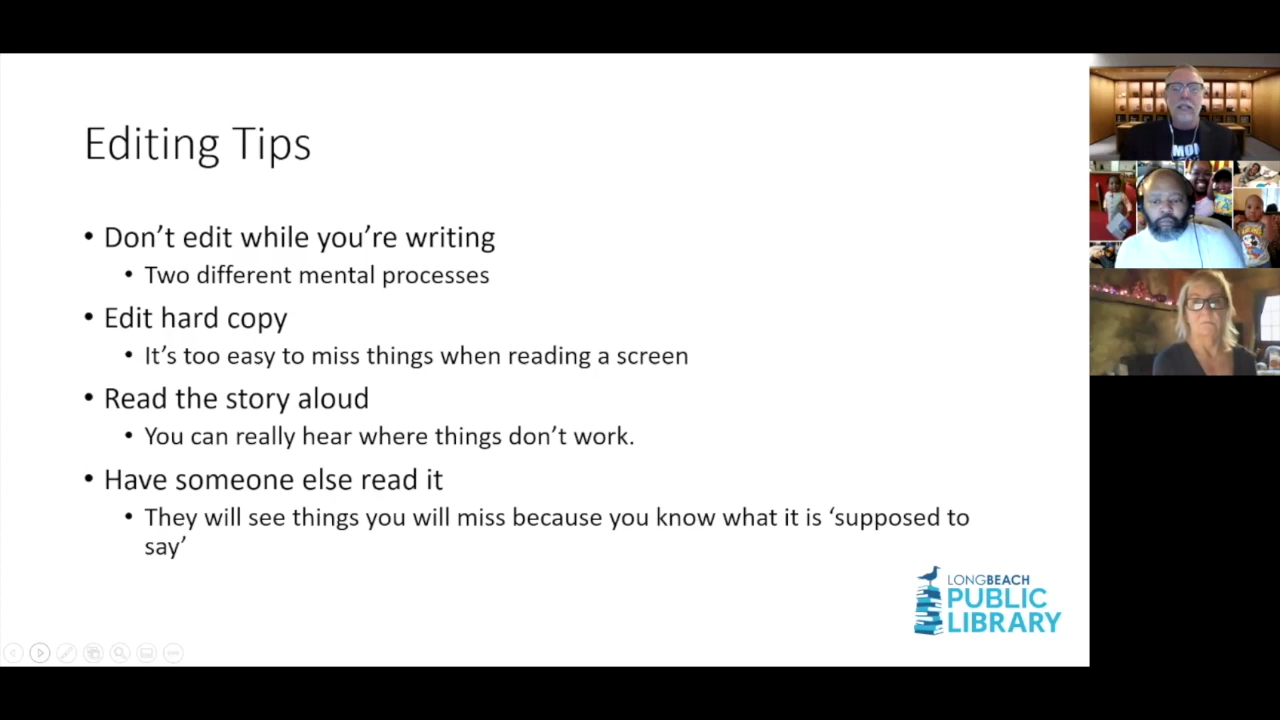 Editing Tips
• Don’t edit while you’re writing
• Two different mental processes
• Edit hard copy
• It’s too easy to miss things when reading a screen
• Read the story aloud
• You can really hear where things don’t work.
• Have someone else read it
• They will see things you will miss because you know what it is ‘supposed to
say’
LONGBEACH
PUBLIC
LIBRARY